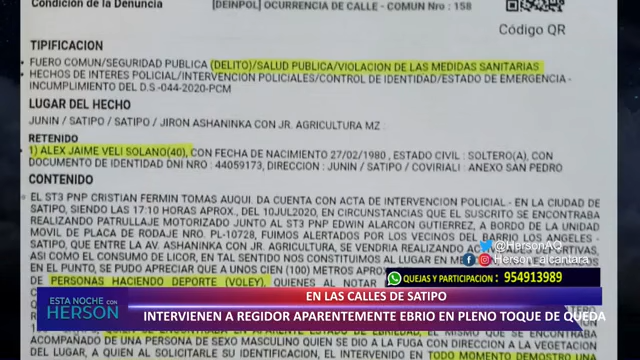 Condición de la Denuncia
[DEINPOL] OCURRENCIA DE CALLE - COMUN Nro : 158
Código QR
TIPIFICACION
FUERO COMUN/SEGURIDAD PUBLICA (DELITO)/SALUD PUBLICA/VIOLACION DE LAS MEDIDAS SANITARIAS
HECHOS DE INTERES POLICIAL/INTERVENCION POLICIALES/CONTROL DE IDENTIDAD/ESTADO DE EMERGENCIA -
INCUMPLIMIENTO DEL D.S.-044-2020-PCM
LUGAR DEL HECHO
JUNIN / SATIPO / JIRON ASHANINKA CON JR. AGRICULTURA MZ :
RETENIDO
1) ALEX JAIME VELI SOLANO(40), CON FECHA DE NACIMIENTO 27/02/1980 , ESTADO CIVIL : SOLTERO(A), CON
DOCUMENTO DE IDENTIDAD DNI NRO : 44059173, DIRECCION : JUNIN / SATIPO / COVIRIALI : ANEXO SAN PEDRO
CONTENIDO
EL ST3 PNP CRISTIAN FERMIN TOMAS AUQUI. DA CUENTA CON ACTA DE INTERVENCION POLICIAL.- EN LA CIUDAD DE
SATIPO, SIENDO LAS 17:10 HORAS APROX., DEL 10JUL2020, EN CIRCUNSTANCIAS QUE EL SUSCRITO SE ENCONTRABA
REALIZANDO PATRULLAJE MOTORIZADO JUNTO AL ST3 PNP EDWIN ALARCON GUTIERREZ, A BORDO DE LA UNIDAD
MOVIL DE PLACA DE RODAJE NRO. PL-10728, FUIMOS ALERTADOS POR LOS VECINOS DEL BARRIO LOS ANGELES -
SATIPO, QUE ENTRE LA AV. ASHANINKA CON JR. AGRICULTURA, SE VENDRIA REALIZANDO
ASI COMO EL CONSUMO DE LICOR, EN TAL SENTIDO NOS CONSTITUIMOS AL LUGAR EN
EN EL PUNTO, SE PUDO APRECIAR QUE A UNOS CIEN (100) METROS
PERSONAS HACIENDO DEPORTE (VOLEY), QUIENES AL NOTAR
@HersonAQ
@Herson_alcantara
QUEJAS Y PARTICIPACION : 954913989
ESTA NOCHE CON
HERSON
EN LAS CALLES DE SATIPO
INTERVIENEN A REGIDOR APARENTEMENTE EBRIO EN PLENO TOQUE DE QUEDA
ACOMPAÑADO DE UNA PERSONA DE SEXO MASCULINO QUIEN SE DIO A LA FUGA CON DIRECCION A LA VEGETACION
DEL LUGAR, A QUIEN AL SOLICITARLE SU IDENTIFICACION, EL INTERVENIDO EN TODO MOMENTO DEMOSTRO UNA